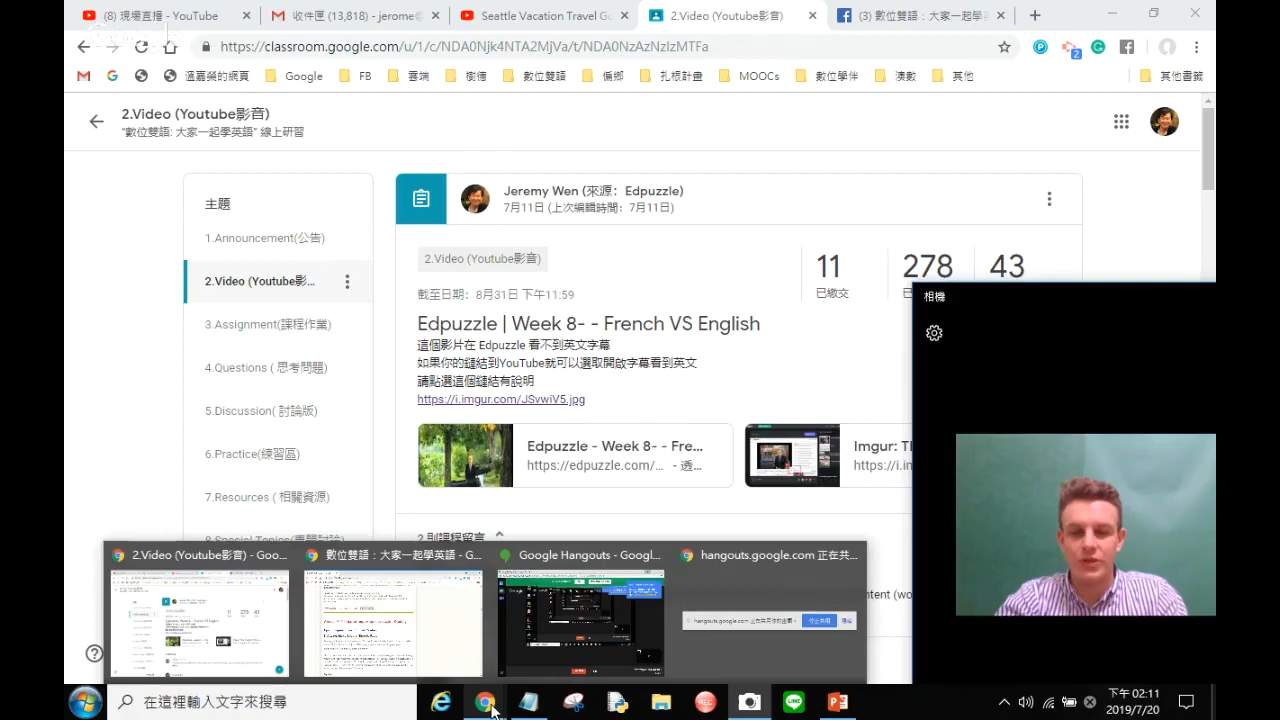 (8) 現場直播 - YouTube
收件匣 (13,818) - jerome@
Seattle Vacation Travel Gu
2.Video (Youtube影音)
(3) 數位雙語：大家一起學
https://classroom.google.com/u/1/c/NDA0Njk4NTA2MjVa/t/NDA0NzAzNzIzMTFa
溫嘉榮的網頁
Google
FB
雲端
樹德
數位雙語
偏鄉
扎根計畫
MOOCs
數位學伴
澳數
其他
其他書籤
2.Video (Youtube影音)
"數位雙語: 大家一起學英語" 線上研習
主題
1.Announcement(公告)
2.Video (Youtube影...
3.Assignment(課程作業)
4.Questions ( 思考問題)
5.Discussion( 討論版)
6.Practice(練習區)
7.Resources ( 相關資源)
Jeremy Wen (來源：Edpuzzle)
7月11日 (上次編輯時間：7月11日)
2.Video (Youtube影音)
11
278
43
已繳交
截至日期：8月31日 下午11:59
Edpuzzle | Week 8- - French VS English
這個影片在 Edpuzzle 看不到英文字幕
如果你的鏈結到YouTube就可以選取開啟字幕看到英文
請點選這個鏈結有說明
https://i.imgur.com/JSvwiV5.jpg
Edpuzzle - Week 8- - Fre...
https://edpuzzle.com/... - 透...
Imgur: Th
https://i.in
相機
2.Video (Youtube影音) - Goo...
數位雙語：大家一起學英語 - G...
Google Hangouts - Googl...
hangouts.google.com 正在共...
在這裡輸入文字來搜尋
REC
下午 02:11
2019/7/20